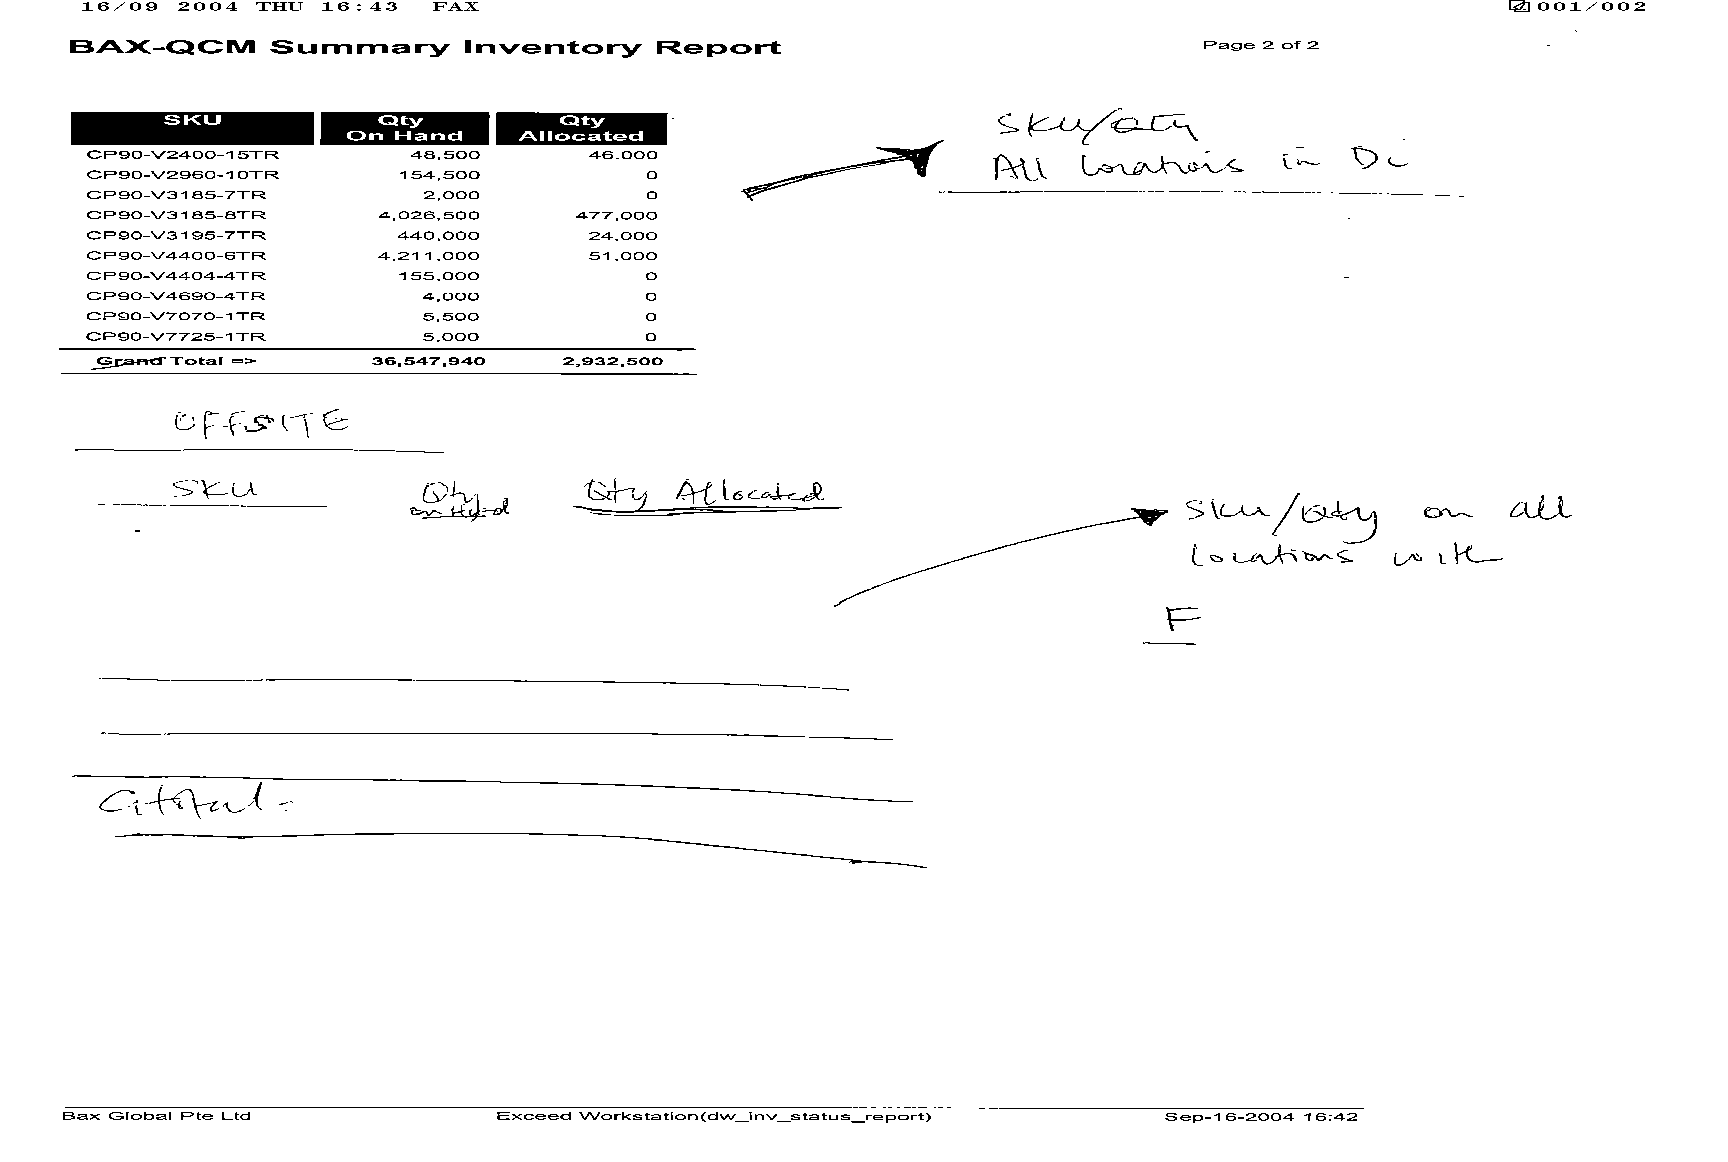 16/09 2004 THU 16:43 FAX 001/002
BAX-QCM Summary Inventory Report Page 2 of 2
SKU Qty On Hand Qty Allocated
CP90-V2400-15TR 48,500 46.000
CP90-V2960-10TR 154,500 0
CP90-V3185-7TR 2,000 0
CP90-V3185-8TR 4,026,500 477,000
CP90-V3195-7TR 440,000 24,000
CP90-V4400-6TR 4,211,000 51,000
CP90-V4404-4TR 155,000 0
CP90-V4690-4TR 4,000 0
CP90-V7070-1TR 5,500 0
CP90-V7725-1TR 5,000 0
Grand Total => 36,547,940 2,932,500
SKU/Qty
All locations in Di
OFFSITE
SKU Qty on Hand Qty Allocated
SKU/Qty on all
locations with
F
Gtotal
Bax Global Pte Ltd Exceed Workstation(dw_inv_status_report) Sep-16-2004 16:42